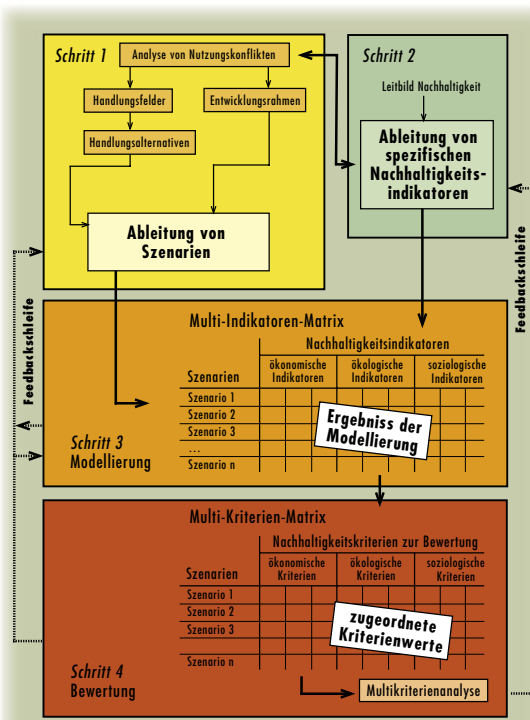 Schritt 1
Analyse von Nutzungskonflikten
Handlungsfelder
Entwicklungsrahmen
Handlungsalternativen
Ableitung von
Szenarien
Schritt 2
Leitbild Nachhaltigkeit
Ableitung von
spezifischen
Nachhaltigkeits-
indikatoren
Feedbackschleife
Feedbackschleife
Multi-Indikatoren-Matrix
Nachhaltigkeitsindikatoren
Szenarien
ökonomische
Indikatoren
ökologische
Indikatoren
soziologische
Indikatoren
Szenario 1
Szenario 2
Szenario 3
...
Szenario n
Ergebniss der
Modellierung
Schritt 3
Modellierung
Multi-Kriterien-Matrix
Nachhaltigkeitskriterien zur Bewertung
Szenarien
ökonomische
Kriterien
ökologische
Kriterien
soziologische
Kriterien
Szenario 1
Szenario 2
Szenario 3
Szenario n
zugeordnete
Kriterienwerte
Schritt 4
Bewertung
Multikriterienanalyse